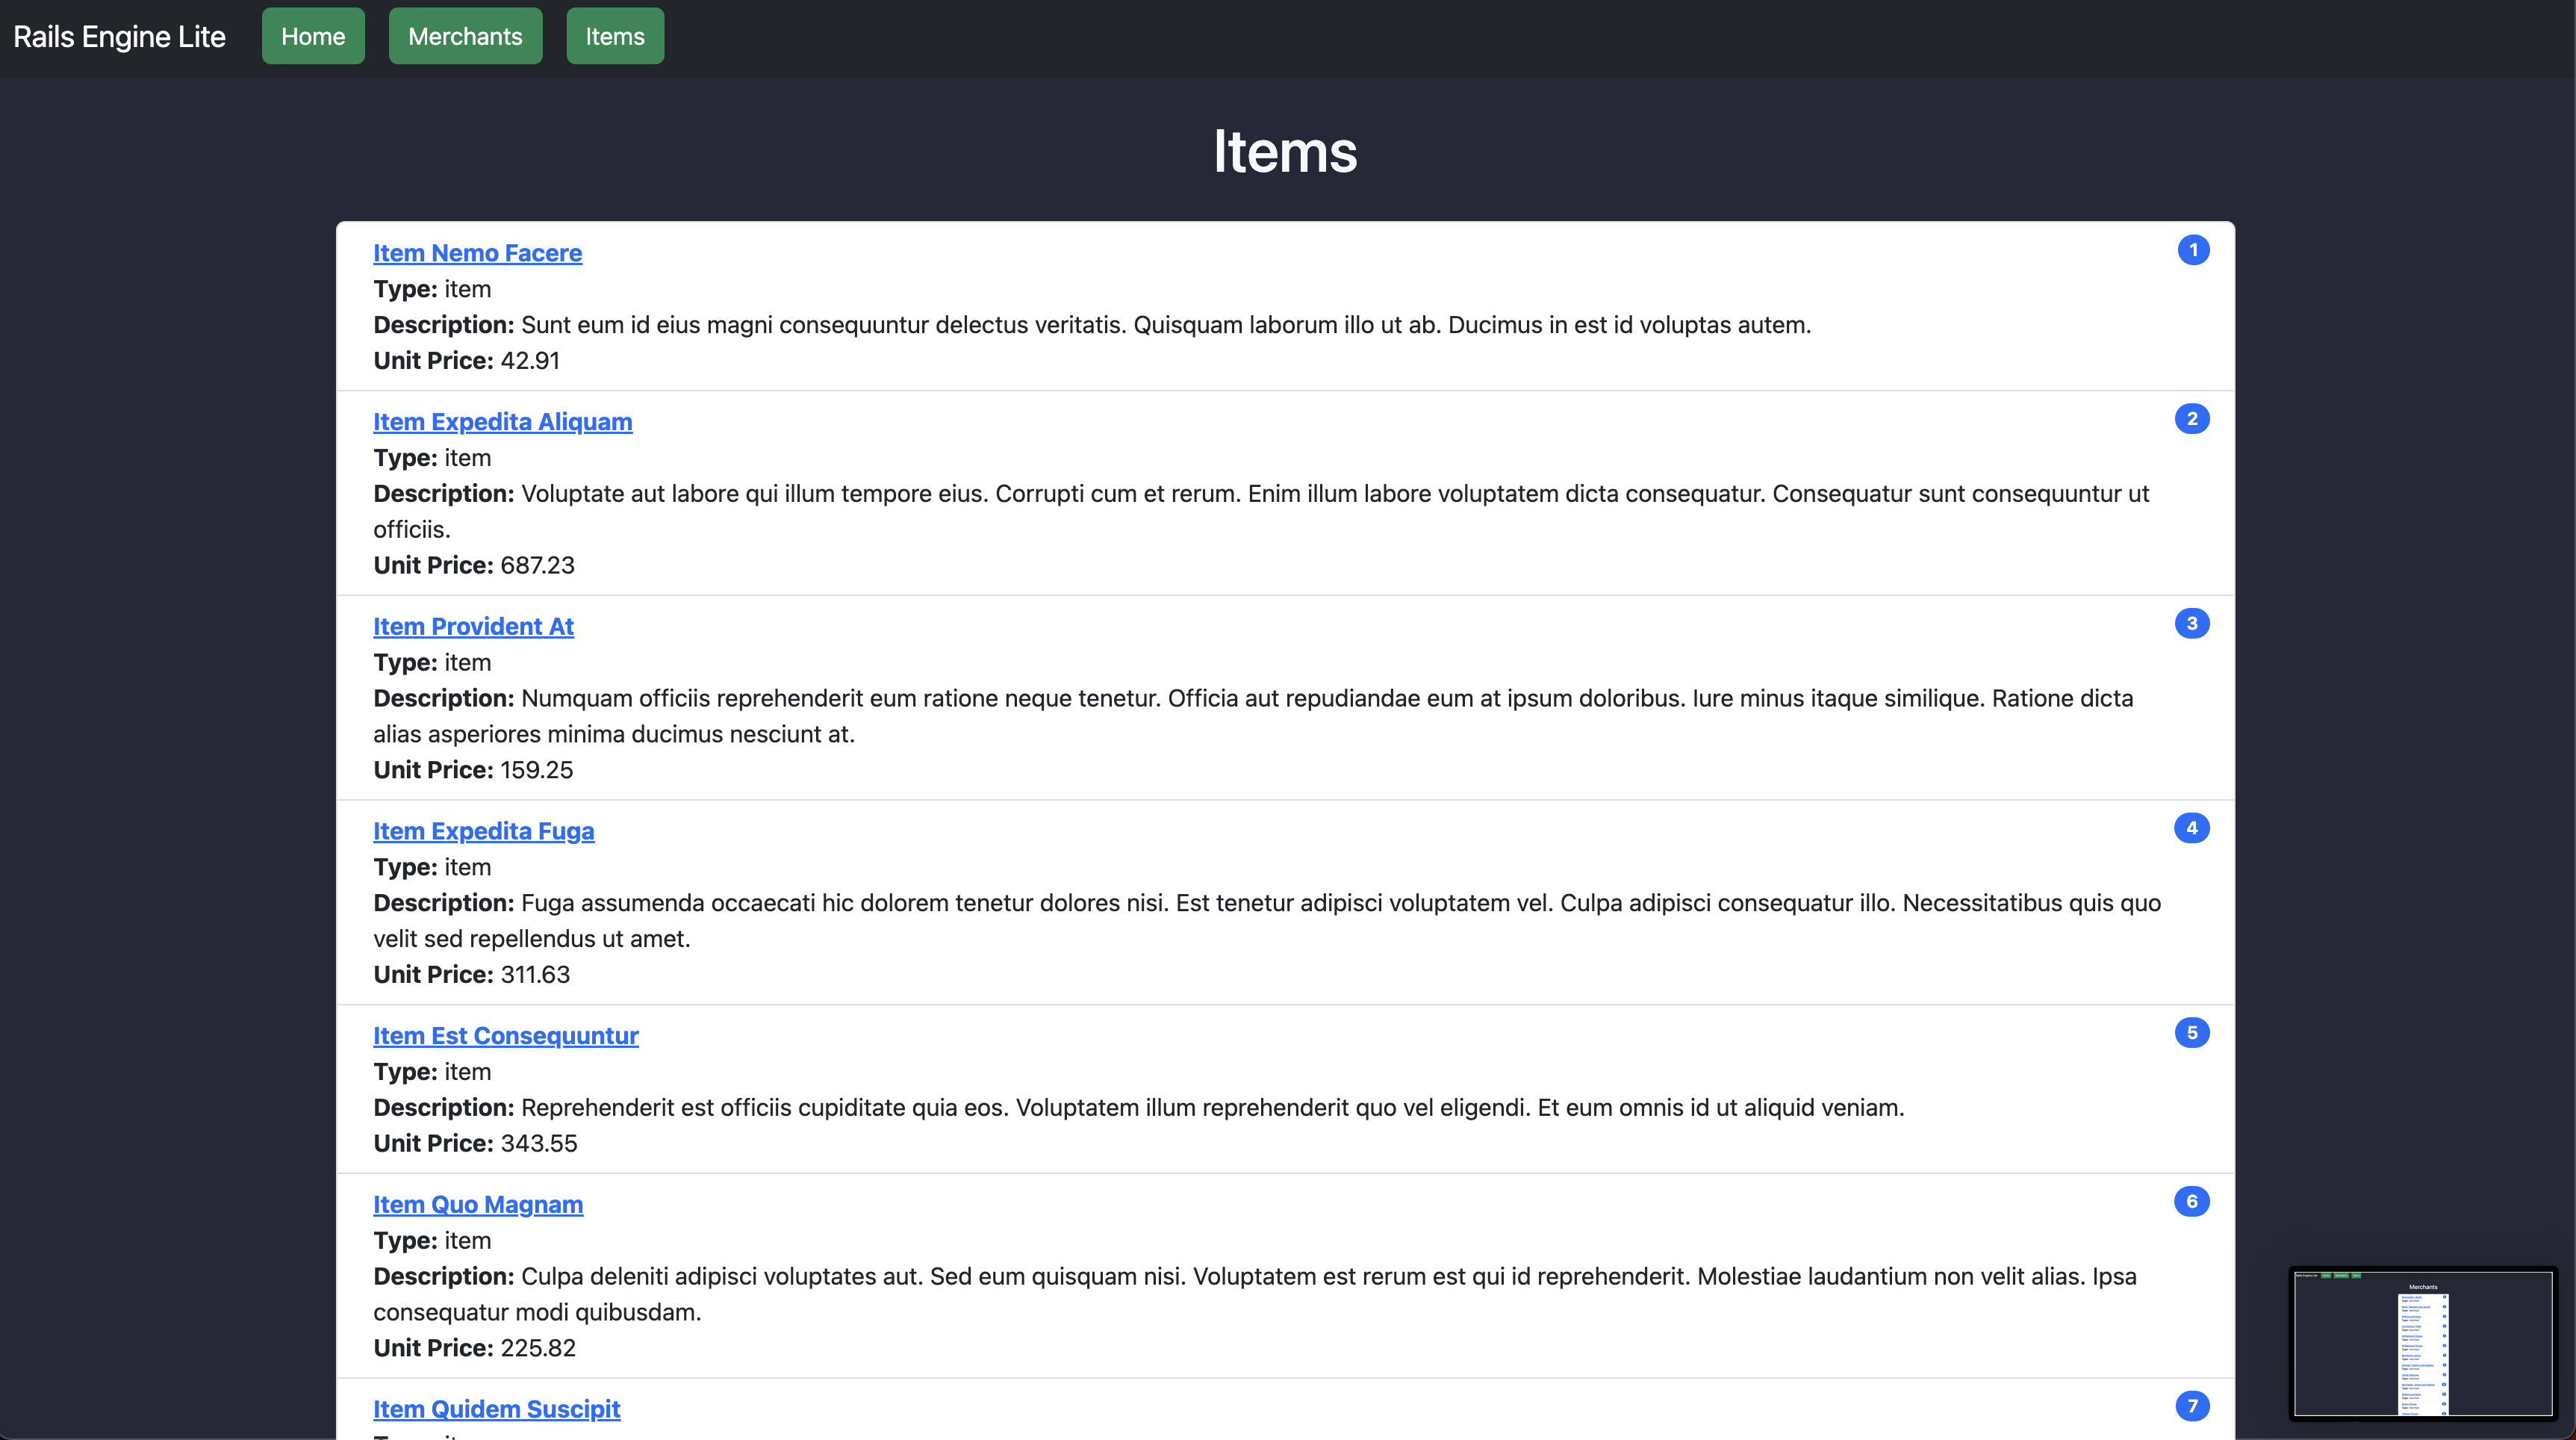 Rails Engine Lite Home Merchants Items
Items
Item Nemo Facere 1
Type: item
Description: Sunt eum id eius magni consequuntur delectus veritatis. Quisquam laborum illo ut ab. Ducimus in est id voluptas autem.
Unit Price: 42.91
Item Expedita Aliquam 2
Type: item
Description: Voluptate aut labore qui illum tempore eius. Corrupti cum et rerum. Enim illum labore voluptatem dicta consequatur. Consequatur sunt consequuntur ut
officiis.
Unit Price: 687.23
Item Provident At 3
Type: item
Description: Numquam officiis reprehenderit eum ratione neque tenetur. Officia aut repudiandae eum at ipsum doloribus. Iure minus itaque similique. Ratione dicta
alias asperiores minima ducimus nesciunt at.
Unit Price: 159.25
Item Expedita Fuga 4
Type: item
Description: Fuga assumenda occaecati hic dolorem tenetur dolores nisi. Est tenetur adipisci voluptatem vel. Culpa adipisci consequatur illo. Necessitatibus quis quo
velit sed repellendus ut amet.
Unit Price: 311.63
Item Est Consequuntur 5
Type: item
Description: Reprehenderit est officiis cupiditate quia eos. Voluptatem illum reprehenderit quo vel eligendi. Et eum omnis id ut aliquid veniam.
Unit Price: 343.55
Item Quo Magnam 6
Type: item
Description: Culpa deleniti adipisci voluptates aut. Sed eum quisquam nisi. Voluptatem est rerum est qui id reprehenderit. Molestiae laudantium non velit alias. Ipsa
consequatur modi quibusdam.
Unit Price: 225.82
Item Quidem Suscipit 7
Merchants